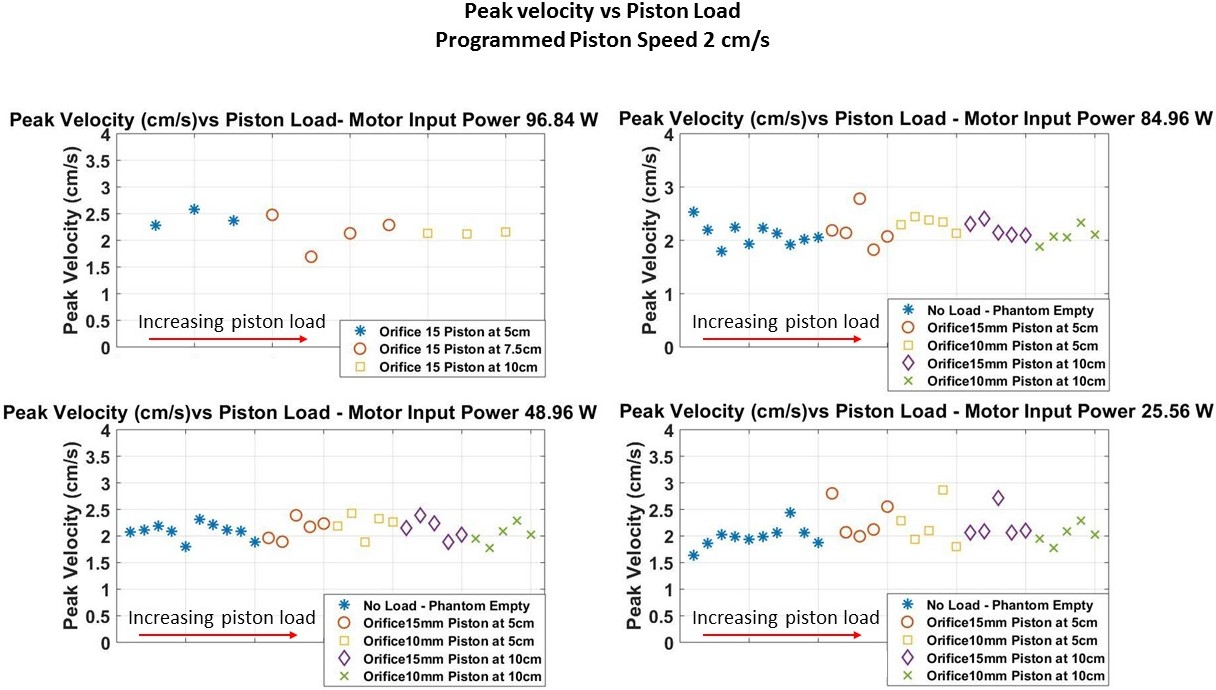 Peak velocity vs Piston Load
Programmed Piston Speed 2 cm/s
Peak Velocity (cm/s)vs Piston Load- Motor Input Power 96.84 W
Peak Velocity (cm/s)
4
3.5
3
2.5
2
1.5
1
0.5
0
Increasing piston load
Orifice 15 Piston at 5cm
Orifice 15 Piston at 7.5cm
Orifice 15 Piston at 10cm
Peak Velocity (cm/s)vs Piston Load - Motor Input Power 84.96 W
Peak Velocity (cm/s)
4
3
2
1
0
Increasing piston load
No Load - Phantom Empty
Orifice15mm Piston at 5cm
Orifice10mm Piston at 5cm
Orifice15mm Piston at 10cm
Orifice10mm Piston at 10cm
Peak Velocity (cm/s)vs Piston Load - Motor Input Power 48.96 W
Peak Velocity (cm/s)
4
3.5
3
2.5
2
1.5
1
0.5
0
Increasing piston load
No Load - Phantom Empty
Orifice15mm Piston at 5cm
Orifice10mm Piston at 5cm
Orifice15mm Piston at 10cm
Orifice10mm Piston at 10cm
Peak Velocity (cm/s)vs Piston Load - Motor Input Power 25.56 W
Peak Velocity (cm/s)
4
3.5
3
2.5
2
1.5
1
0.5
0
Increasing piston load
No Load - Phantom Empty
Orifice15mm Piston at 5cm
Orifice10mm Piston at 5cm
Orifice15mm Piston at 10cm
Orifice10mm Piston at 10cm